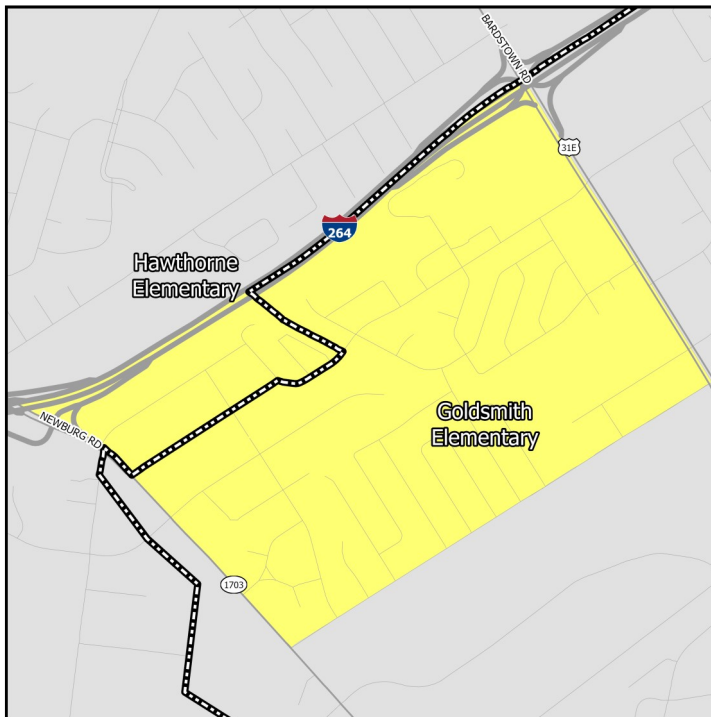 BARDSTOWN RD
31E
264
Hawthorne
Elementary
Goldsmith
Elementary
NEWBURG RD
1703